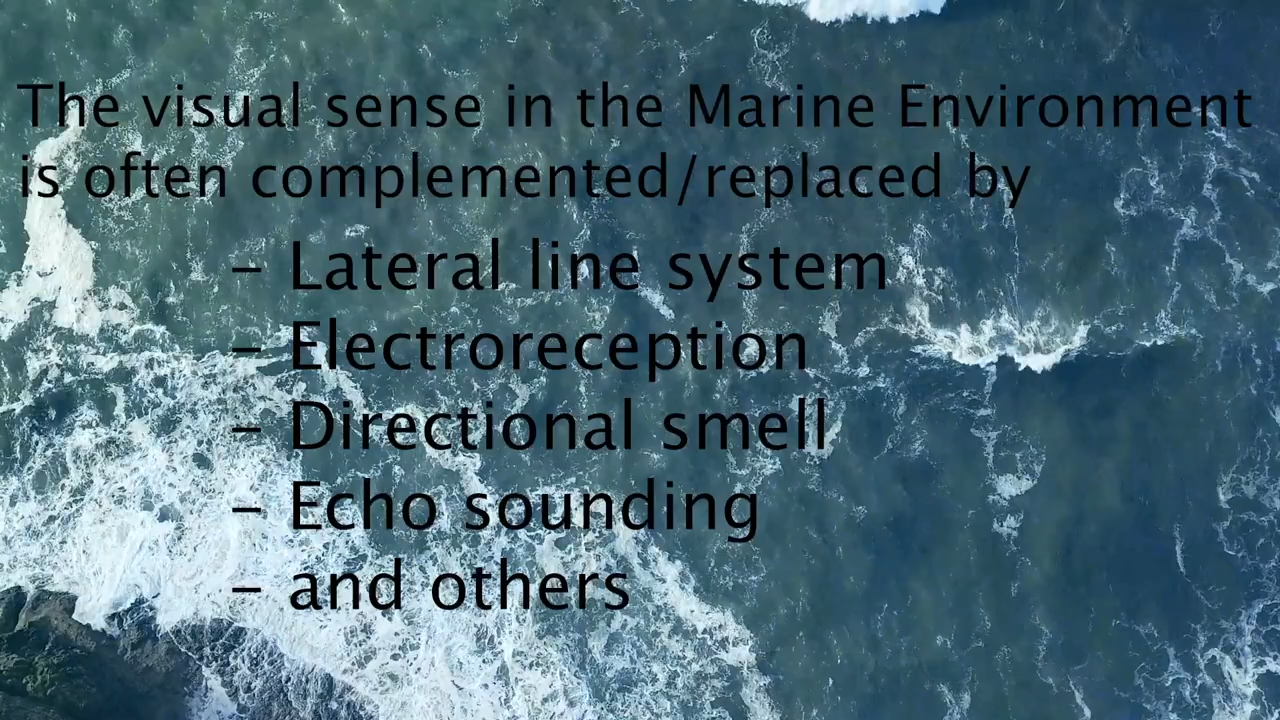 The visual sense in the Marine Environment
is often complemented/replaced by
– Lateral line system
– Electroreception
– Directional smell
– Echo sounding
– and others